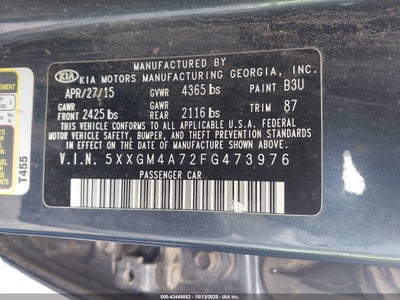 MANUFACTURED BY
KIA KIA MOTORS MANUFACTURING GEORGIA, INC.
APR/27/15 GVWR 4365 lbs PAINT B3U
GAWR FRONT 2425 lbs GAWR REAR 2116 lbs TRIM 87
THIS VEHICLE CONFORMS TO ALL APPLICABLE U.S.A. FEDERAL
MOTOR VEHICLE SAFETY, BUMPER, AND THEFT PREVENTION
STANDARDS IN EFFECT ON THE DATE OF MANUFACTURE SHOWN ABOVE.
V.I.N. 5XXGM4A72FG473976
PASSENGER CAR
T455
000-43448852 - 10/13/2025 - IAA, Inc.